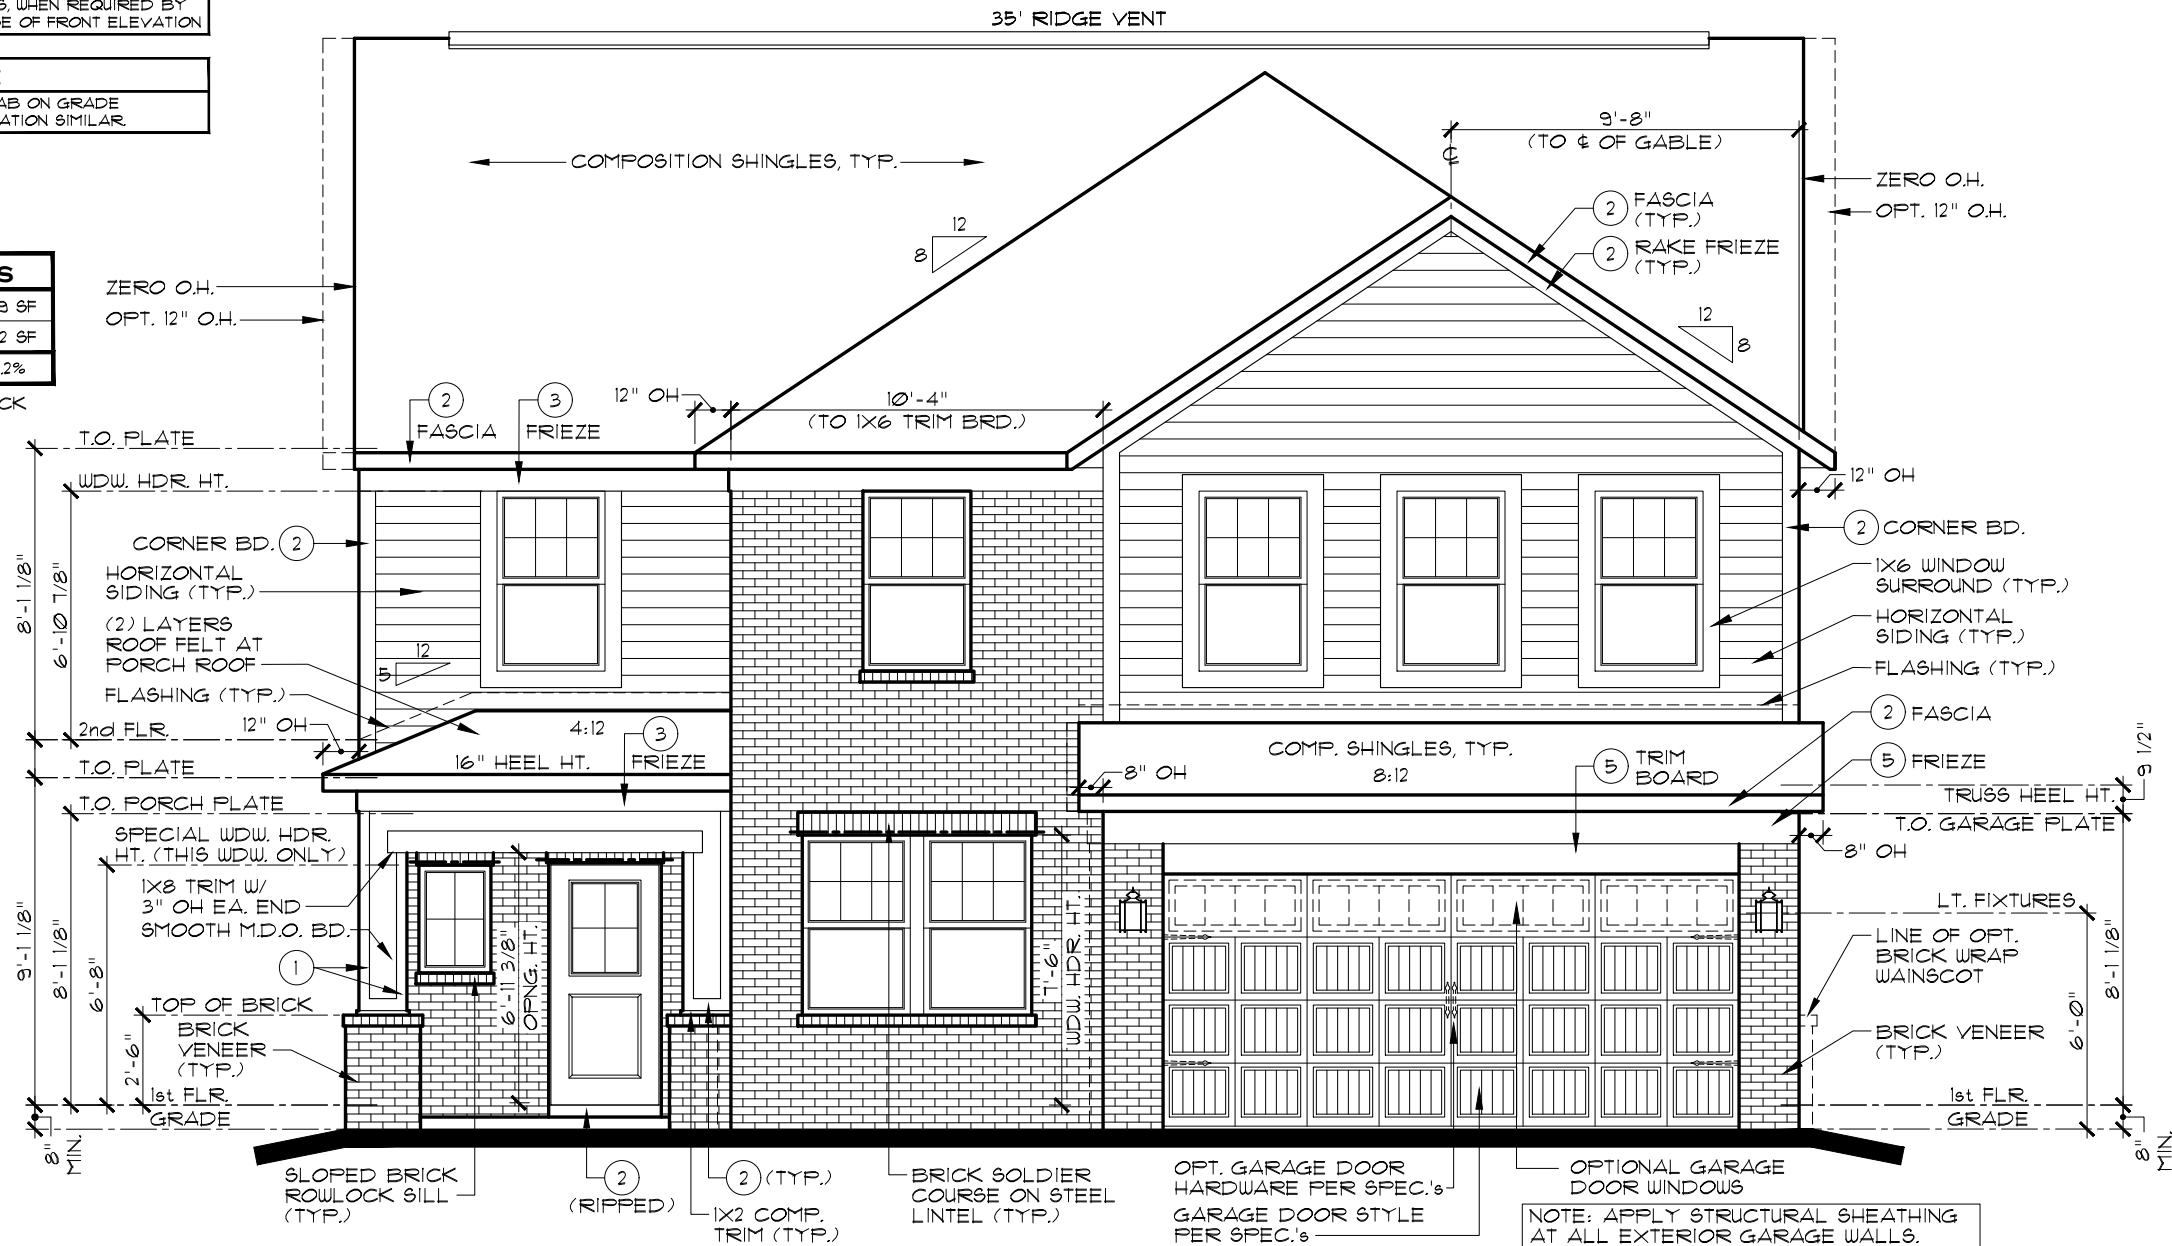 S, WHEN REQUIRED BY
SE OF FRONT ELEVATION
AB ON GRADE
ATION SIMILAR.
S
9 SF
2 SF
.2%
CK
35' RIDGE VENT
COMPOSITION SHINGLES, TYP.
9'-8"
(TO ℄ OF GABLE)
℄
ZERO O.H.
OPT. 12" O.H.
2
FASCIA
(TYP.)
2
RAKE FRIEZE
(TYP.)
12
8
12
8
ZERO O.H.
OPT. 12" O.H.
12" OH
10'-4"
(TO 1X6 TRIM BRD.)
2
FASCIA
3
FRIEZE
T.O. PLATE
WDW. HDR. HT.
12" OH
CORNER BD. 2
2 CORNER BD.
HORIZONTAL
SIDING (TYP.)
(2) LAYERS
ROOF FELT AT
PORCH ROOF
FLASHING (TYP.)
12
5
1X6 WINDOW
SURROUND (TYP.)
HORIZONTAL
SIDING (TYP.)
FLASHING (TYP.)
8'-1 1/8"
6'-10 7/8"
2nd FLR.
12" OH
4:12
16" HEEL HT.
3
FRIEZE
T.O. PLATE
T.O. PORCH PLATE
COMP. SHINGLES, TYP.
8:12
8" OH
5 TRIM
BOARD
2 FASCIA
5 FRIEZE
9 1/2"
TRUSS HEEL HT.
T.O. GARAGE PLATE
8" OH
SPECIAL WDW. HDR.
HT. (THIS WDW. ONLY)
1X8 TRIM W/
3" OH EA. END
SMOOTH M.D.O. BD.
1
TOP OF BRICK
BRICK
VENEER
(TYP.)
1st FLR.
GRADE
9'-1 1/8"
8'-1 1/8"
6'-8"
2'-6"
8"
MIN.
6'-11 3/8"
OPNG. HT.
7'-6"
WDW. HDR. HT.
LT. FIXTURES
LINE OF OPT.
BRICK WRAP
WAINSCOT
BRICK VENEER
(TYP.)
1st FLR.
GRADE
6'-0"
8'-1 1/8"
8"
MIN.
SLOPED BRICK
ROWLOCK SILL
(TYP.)
2
(RIPPED)
2 (TYP.)
1X2 COMP.
TRIM (TYP.)
BRICK SOLDIER
COURSE ON STEEL
LINTEL (TYP.)
OPT. GARAGE DOOR
HARDWARE PER SPEC.'s
GARAGE DOOR STYLE
PER SPEC.'s
OPTIONAL GARAGE
DOOR WINDOWS
NOTE: APPLY STRUCTURAL SHEATHING
AT ALL EXTERIOR GARAGE WALLS.